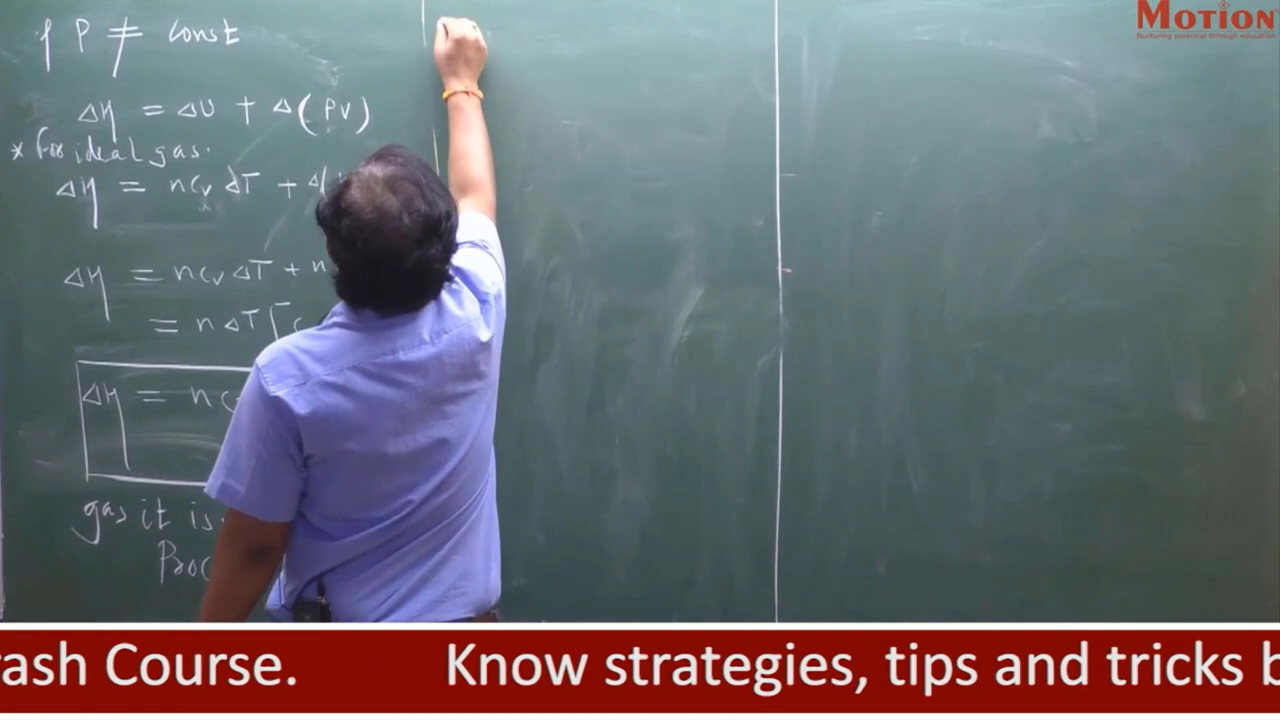 If P ≠ const
ΔH = ΔU + Δ(PV)
* For ideal gas.
ΔH = nCv dT + Δ(
ΔH = nCvΔT + n
= nΔT[C
ΔH = nC
gas it is
Proc
MOTION
Nurturing potential through education
rash Course. Know strategies, tips and tricks b